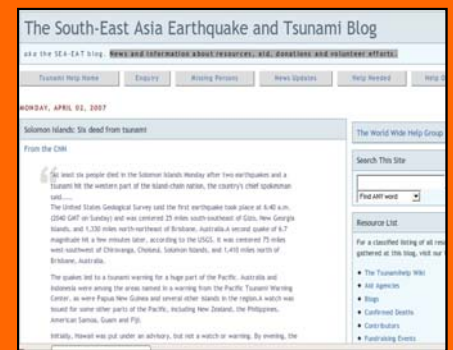 The South-East Asia Earthquake and Tsunami Blog
aka the SEA-EAT blog. News and information about resources, aid, donations and volunteer efforts.
Tsunami Help Home
Enquiry
Missing Persons
News Updates
Help Needed
Help
MONDAY, APRIL 02, 2007
Solomon Islands: Six dead from tsunami
From the CNN
at least six people died in the Solomon Islands Monday after two earthquakes and a
tsunami hit the western part of the island-chain nation, the country's chief spokesman
said.....
The United States Geological Survey said the first earthquake took place at 6:40 a.m.
(2040 GMT on Sunday) and was centered 25 miles south-southeast of Gizo, New Georgia
Islands, and 1,330 miles north-northeast of Brisbane, Australia.A second quake of 6.7
magnitude hit a few minutes later, according to the USGS. It was centered 75 miles
west southwest of Chirovanga, Choiseul, Solomon Islands, and 1,410 miles north of
Brisbane, Australia.
The quakes led to a tsunami warning for a huge part of the Pacific. Australia and
Indonesia were among the areas named in a warning from the Pacific Tsunami Warning
Center, as were Papua New Guinea and several other islands in the region.A watch was
issued for some other parts of the Pacific, including New Zealand, the Philippines,
American Samoa, Guam and Fiji.
Initially, Hawaii was put under an advisory, but not a watch or warning. By evening, the
The World Wide Help Group
Search This Site
Find ANY word
Resource List
For a classified listing of all
gathered at this blog, visit our
The TsunamiHelp Wiki
Aid Agencies
Blogs
Confirmed Deaths
Contributors
Fundraising Events